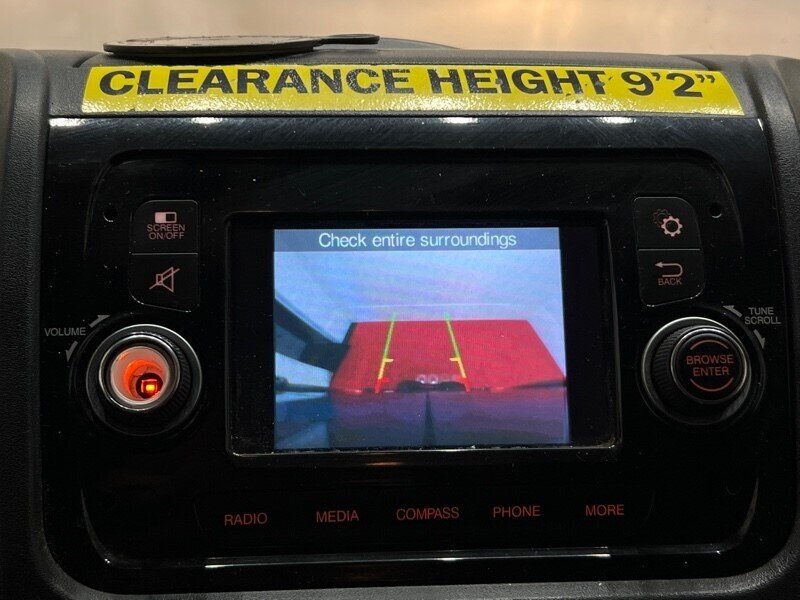 CLEARANCE HEIGHT 9'2"
SCREEN
ON/OFF
Check entire surroundings
BACK
VOLUME
TUNE
SCROLL
BROWSE
ENTER
RADIO MEDIA COMPASS PHONE MORE